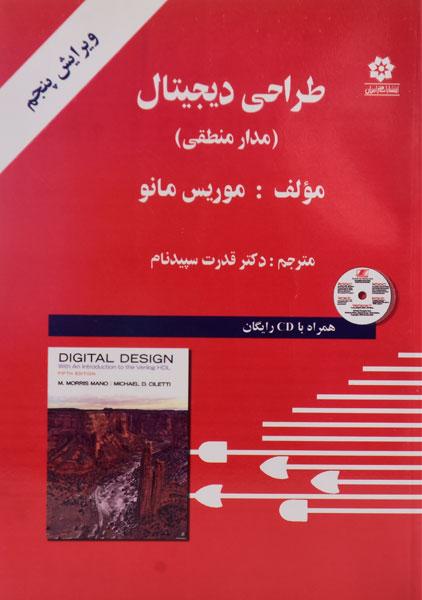 ویرایش پنجم
طراحی دیجیتال
(مدار منطقی)
مؤلف : موریس مانو
مترجم : دکتر قدرت سپیدنام
همراه با CD رایگان
DIGITAL DESIGN
With An Introduction to the Verilog HDL
FIFTH EDITION
M. MORRIS MANO | MICHAEL D. CILETTI